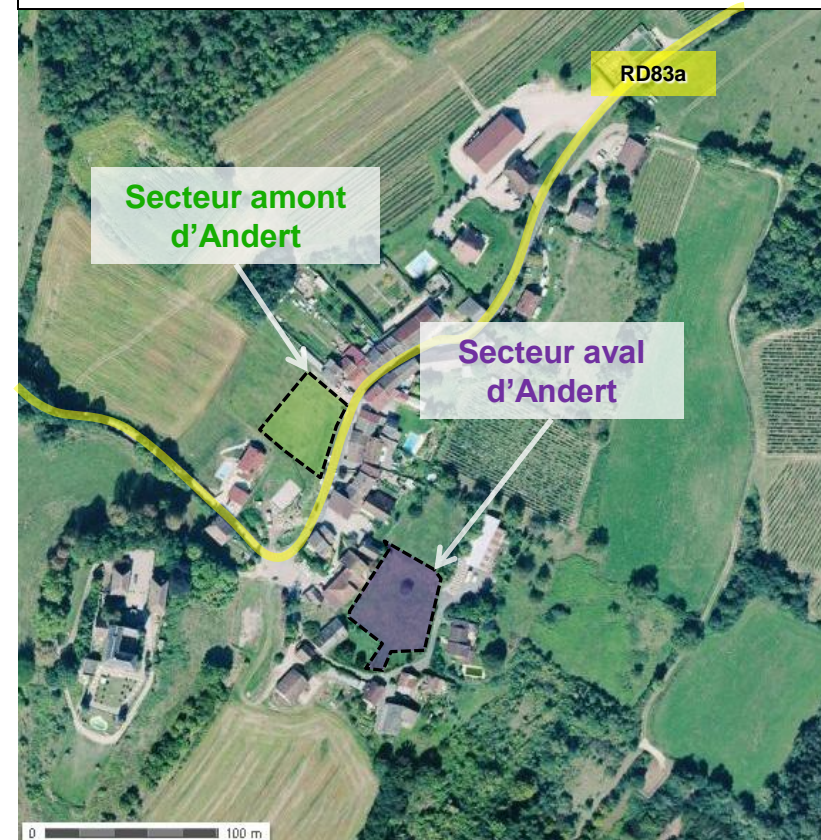 RD83a
Secteur amont
d’Andert
Secteur aval
d’Andert
0 100 m